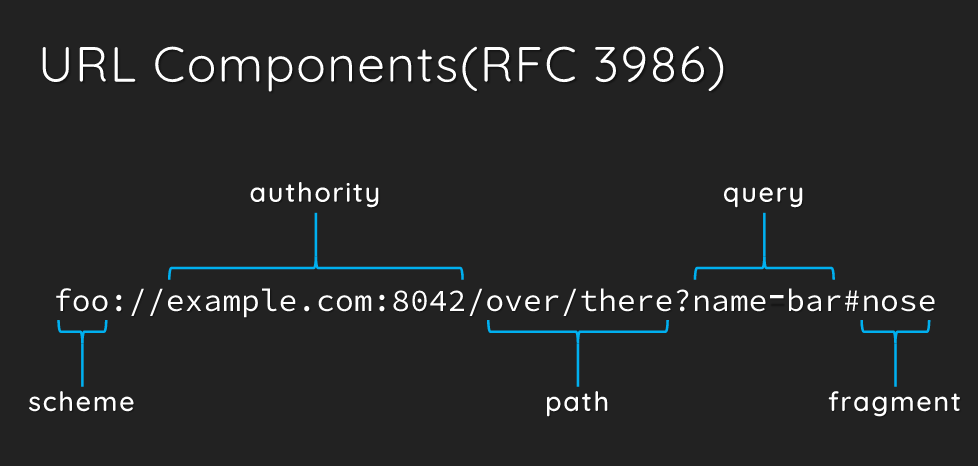 URL Components(RFC 3986)
authority query
foo://example.com:8042/over/there?name-bar#nose
scheme path fragment